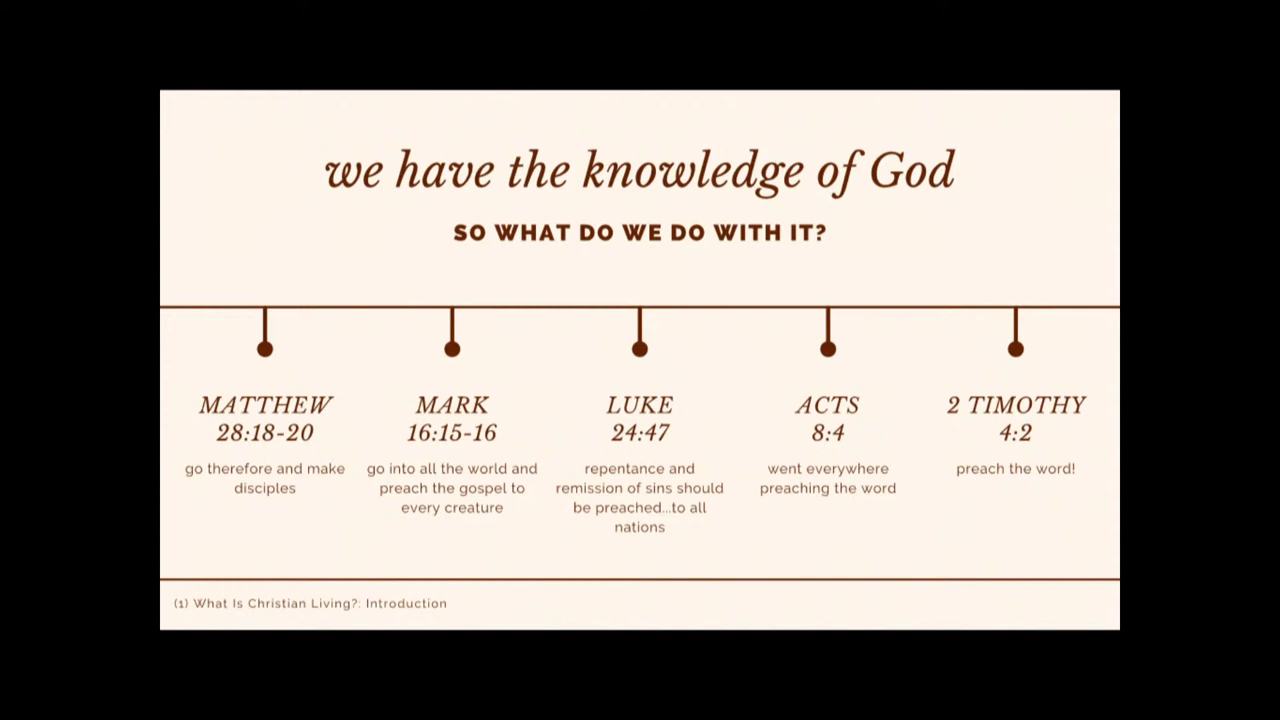 we have the knowledge of God
SO WHAT DO WE DO WITH IT?
MATTHEW
28:18-20
go therefore and make
disciples
MARK
16:15-16
go into all the world and
preach the gospel to
every creature
LUKE
24:47
repentance and
remission of sins should
be preached...to all
nations
ACTS
8:4
went everywhere
preaching the word
2 TIMOTHY
4:2
preach the word!
(1) What Is Christian Living?: Introduction